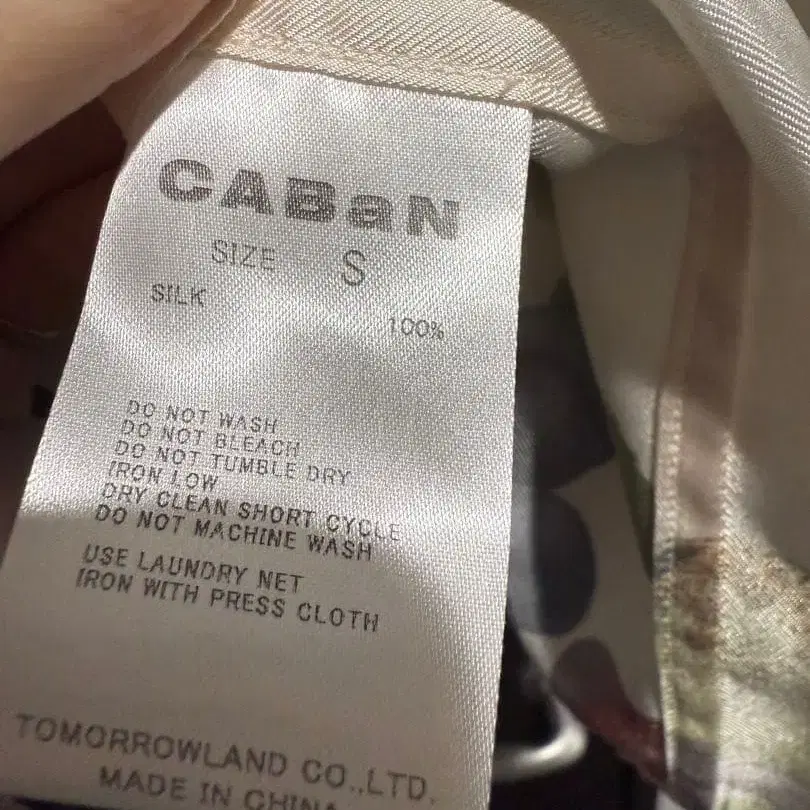 CABaN
SIZE S
SILK
100%
DO NOT WASH
DO NOT BLEACH
DO NOT TUMBLE DRY
IRON LOW
DRY CLEAN SHORT CYCLE
DO NOT MACHINE WASH
USE LAUNDRY NET
IRON WITH PRESS CLOTH
TOMORROWLAND CO.,LTD.
MADE IN CHINA